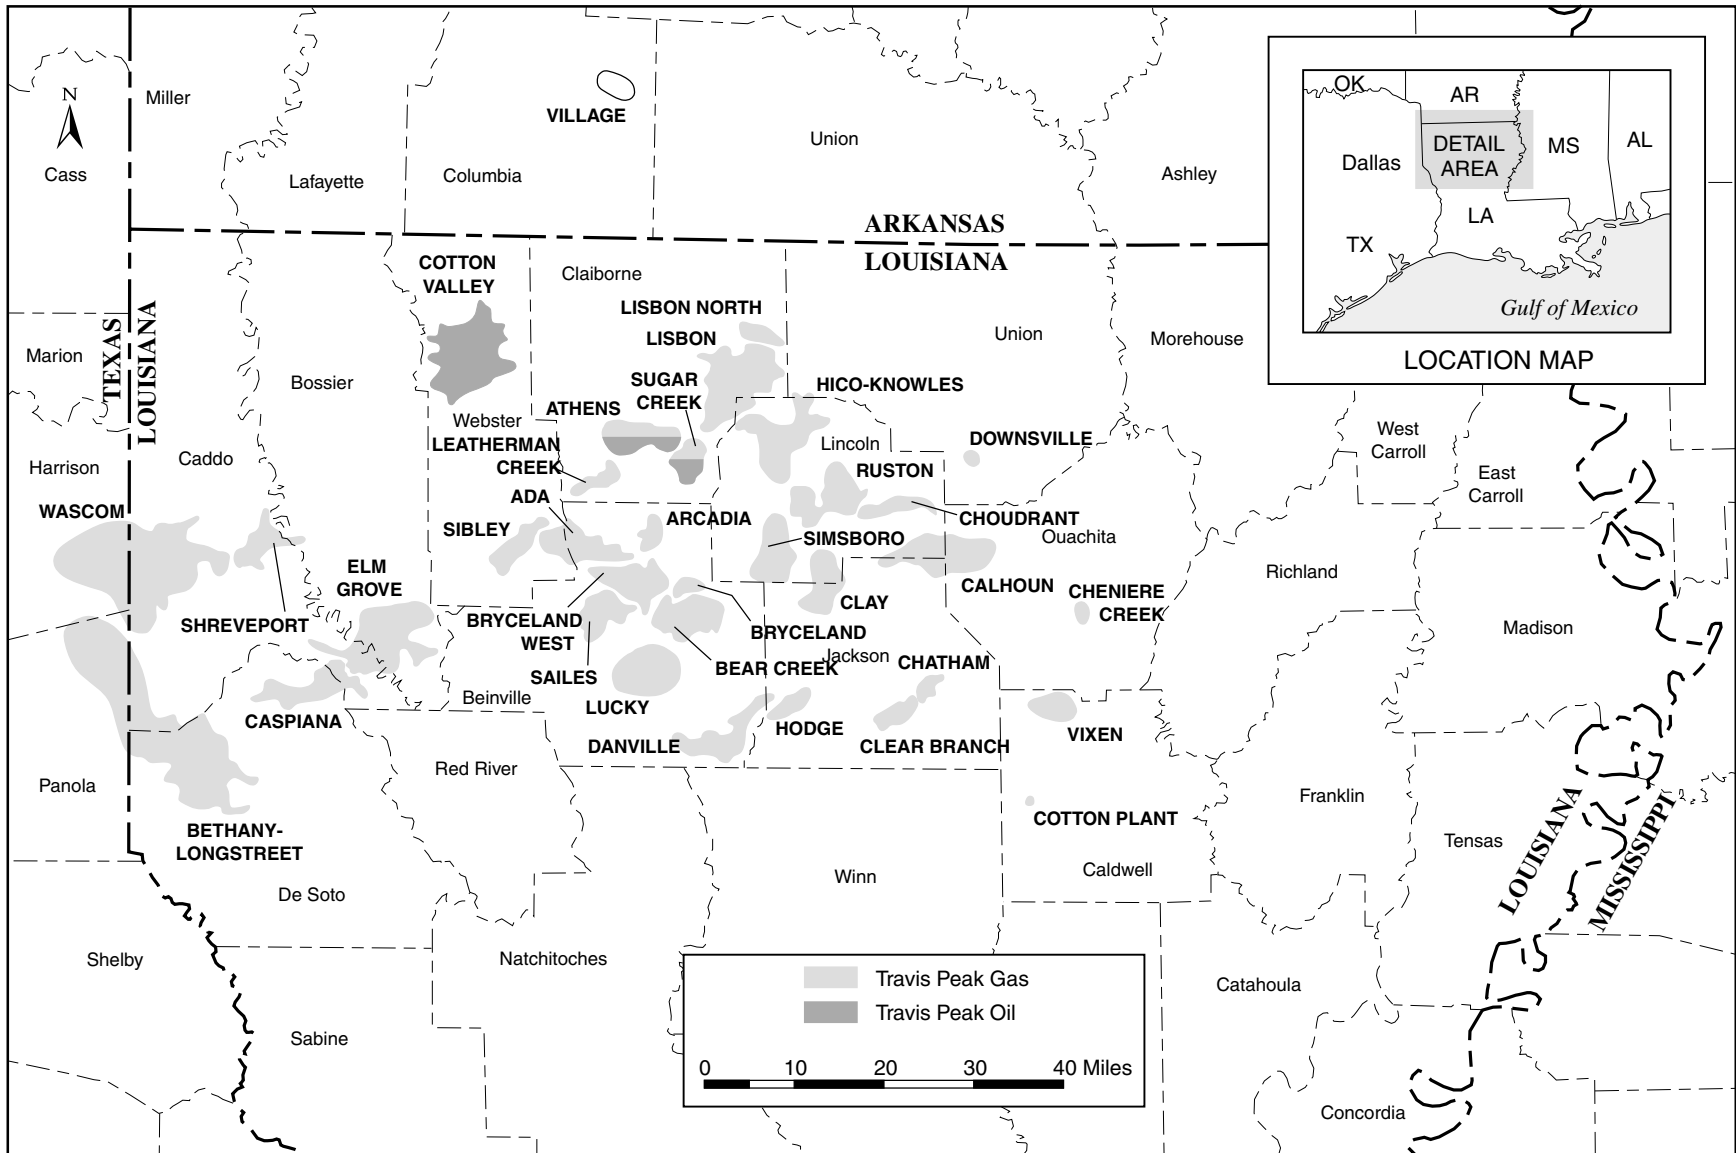 N
Miller
Cass
Lafayette
Columbia
VILLAGE
Union
Ashley
ARKANSAS
LOUISIANA
OK
AR
DETAIL
AREA
MS
AL
Dallas
LA
TX
Gulf of Mexico
LOCATION MAP
TEXAS
LOUISIANA
Marion
Harrison
WASCOM
Caddo
Bossier
COTTON
VALLEY
Claiborne
LISBON NORTH
LISBON
SUGAR
CREEK
ATHENS
Webster
LEATHERMAN
CREEK
ADA
SIBLEY
ARCADIA
HICO-KNOWLES
Union
Morehouse
Lincoln
RUSTON
DOWNSVILLE
CHOUDRANT
SIMSBORO
Ouachita
CALHOUN
CHENIERE
CREEK
West
Carroll
East
Carroll
Richland
Madison
ELM
GROVE
SHREVEPORT
BRYCELAND
WEST
SAILES
CLAY
BRYCELAND
Jackson
BEAR CREEK
CHATHAM
Beinville
LUCKY
CASPIANA
DANVILLE
HODGE
CLEAR BRANCH
VIXEN
Panola
Red River
BETHANY-
LONGSTREET
COTTON PLANT
Franklin
Tensas
LOUISIANA
MISSISSIPPI
De Soto
Winn
Caldwell
Shelby
Natchitoches
Catahoula
Sabine
Concordia
Travis Peak Gas
Travis Peak Oil
0 10 20 30 40 Miles